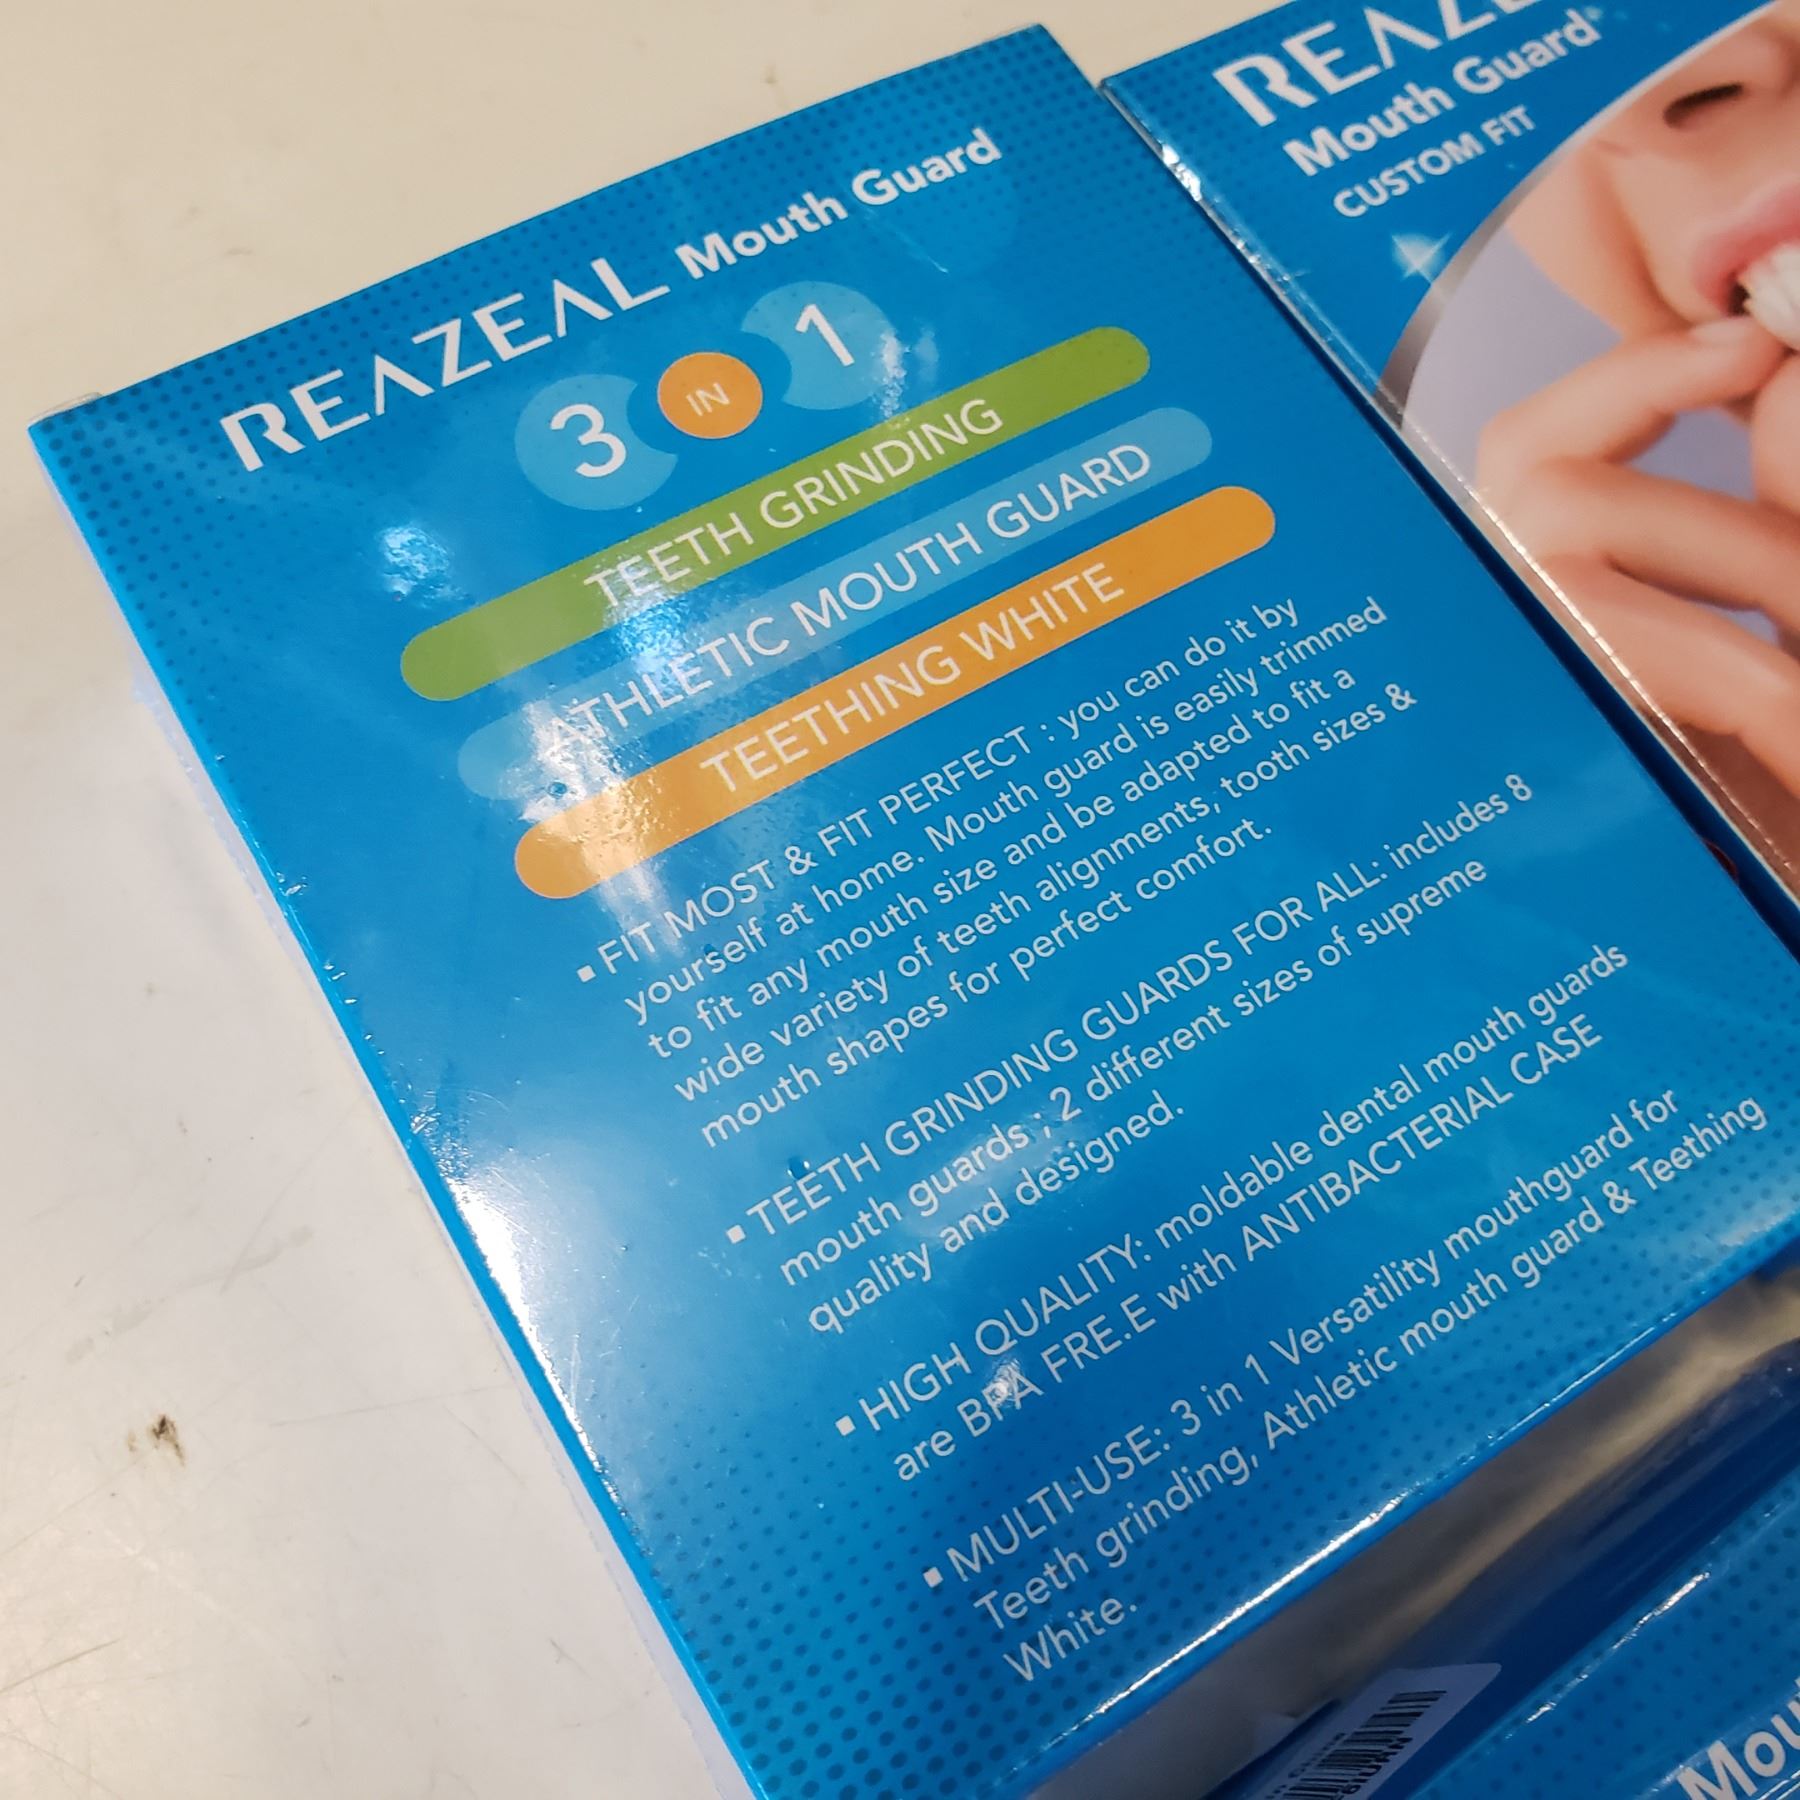 REAZEAL Mouth Guard
3 IN 1
TEETH GRINDING
ATHLETIC MOUTH GUARD
TEETHING WHITE
▪ FIT MOST & FIT PERFECT : you can do it by
yourself at home. Mouth guard is easily trimmed
to fit any mouth size and be adapted to fit a
wide variety of teeth alignments, tooth sizes &
mouth shapes for perfect comfort.
▪ TEETH GRINDING GUARDS FOR ALL: includes 8
mouth guards ; 2 different sizes of supreme
quality and designed.
▪ HIGH QUALITY: moldable dental mouth guards
are BPA FRE.E with ANTIBACTERIAL CASE
▪ MULTI-USE: 3 in 1 Versatility mouthguard for
Teeth grinding, Athletic mouth guard & Teething
White.
Mouth Guard
CUSTOM FIT